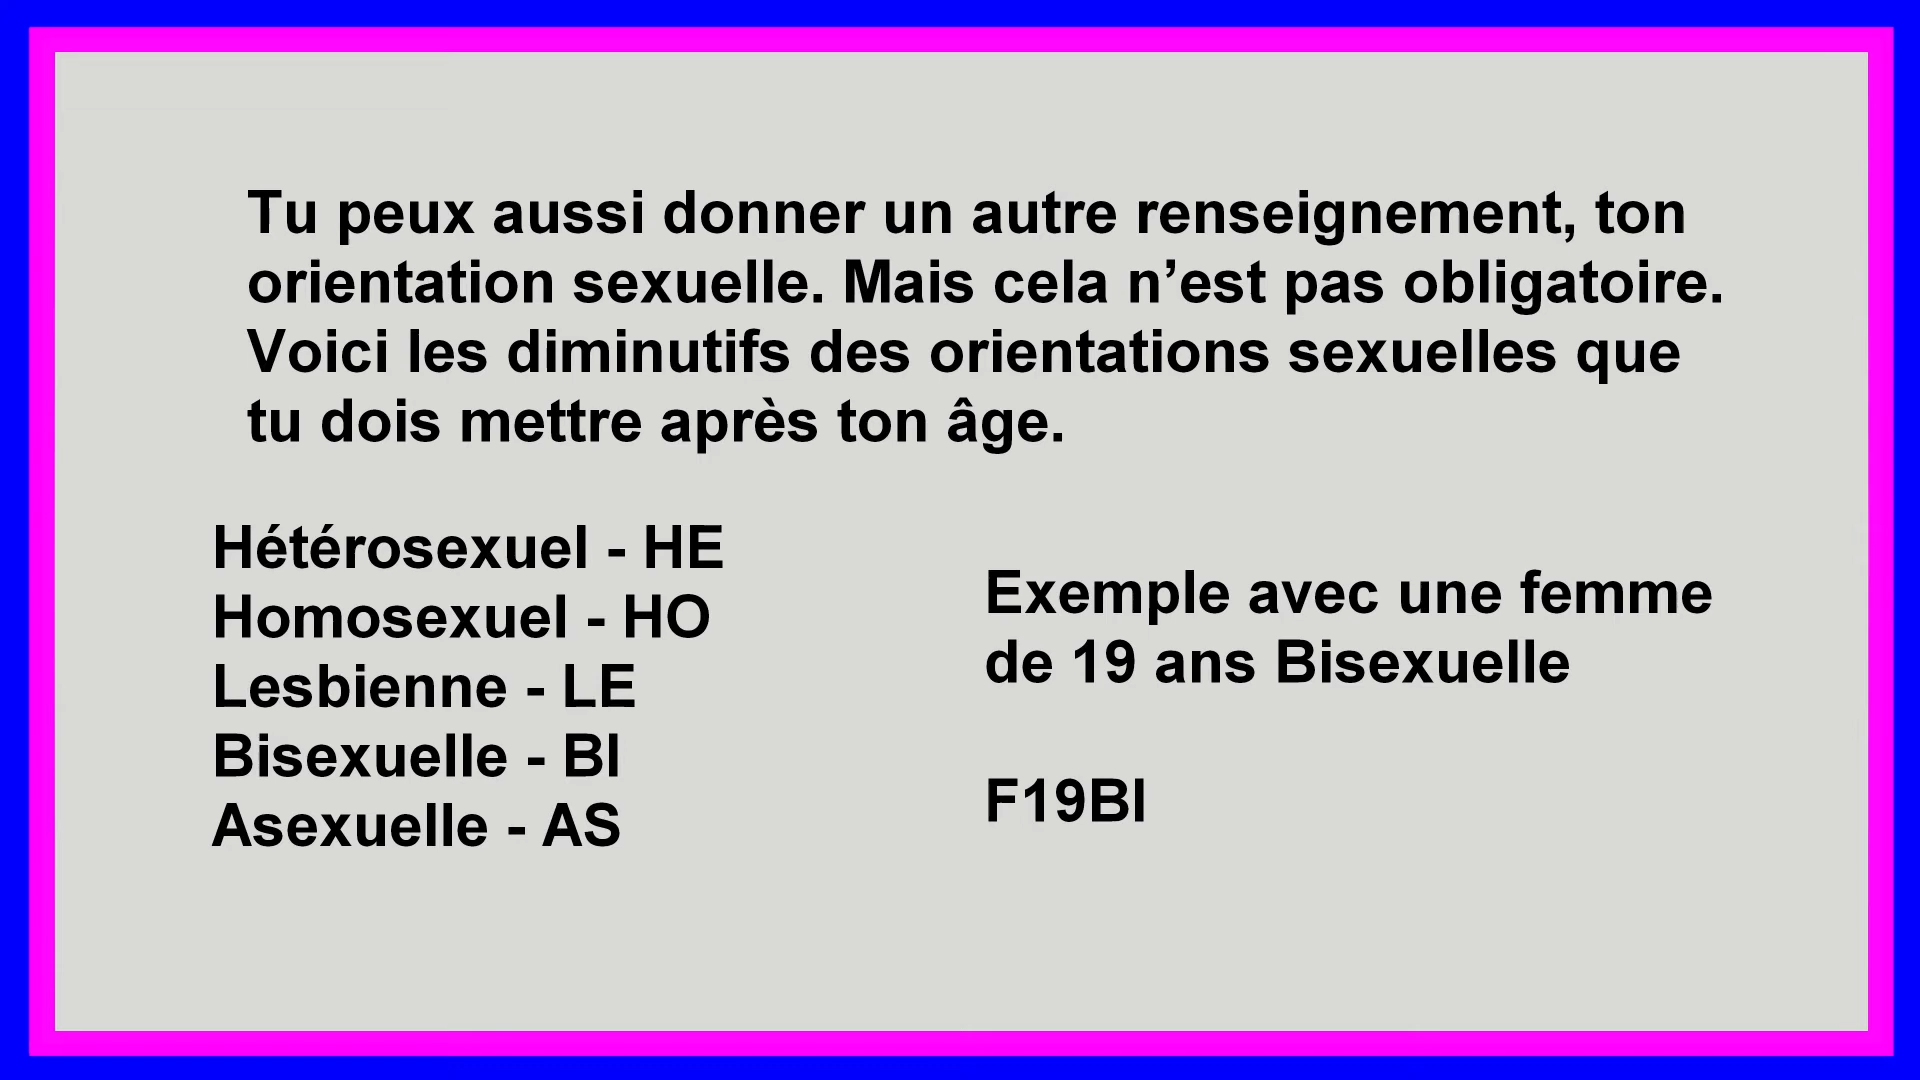 Tu peux aussi donner un autre renseignement, ton
orientation sexuelle. Mais cela n’est pas obligatoire.
Voici les diminutifs des orientations sexuelles que
tu dois mettre après ton âge.
Hétérosexuel - HE
Homosexuel - HO
Lesbienne - LE
Bisexuelle - BI
Asexuelle - AS
Exemple avec une femme
de 19 ans Bisexuelle
F19BI